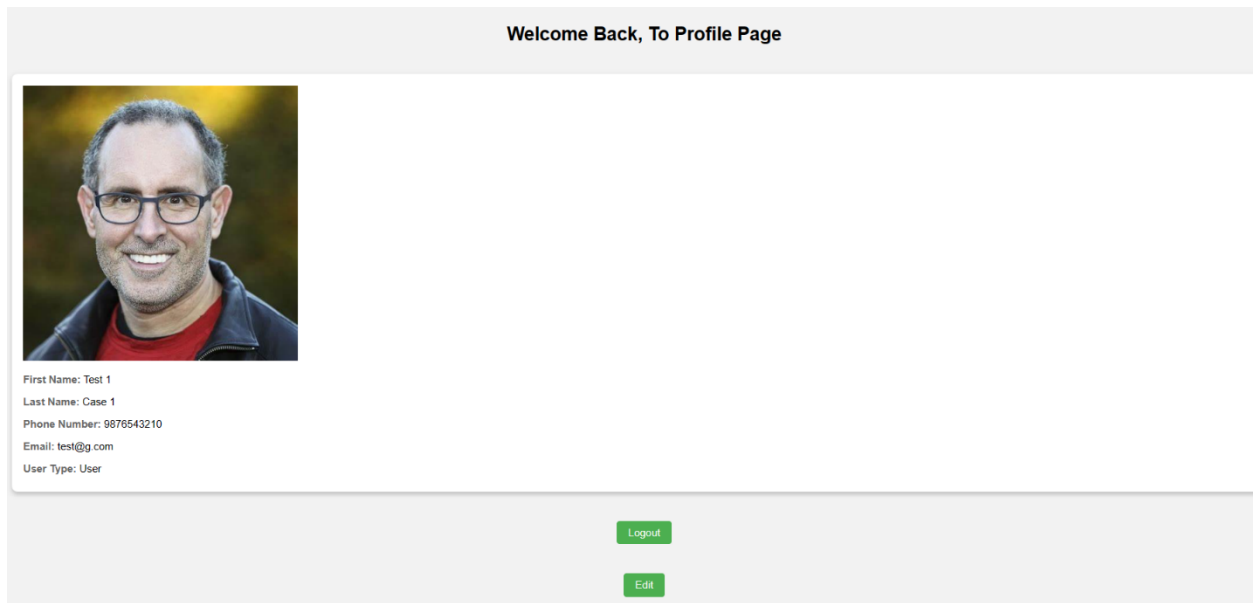 Welcome Back, To Profile Page
First Name: Test 1
Last Name: Case 1
Phone Number: 9876543210
Email: test@g.com
User Type: User
Logout
Edit